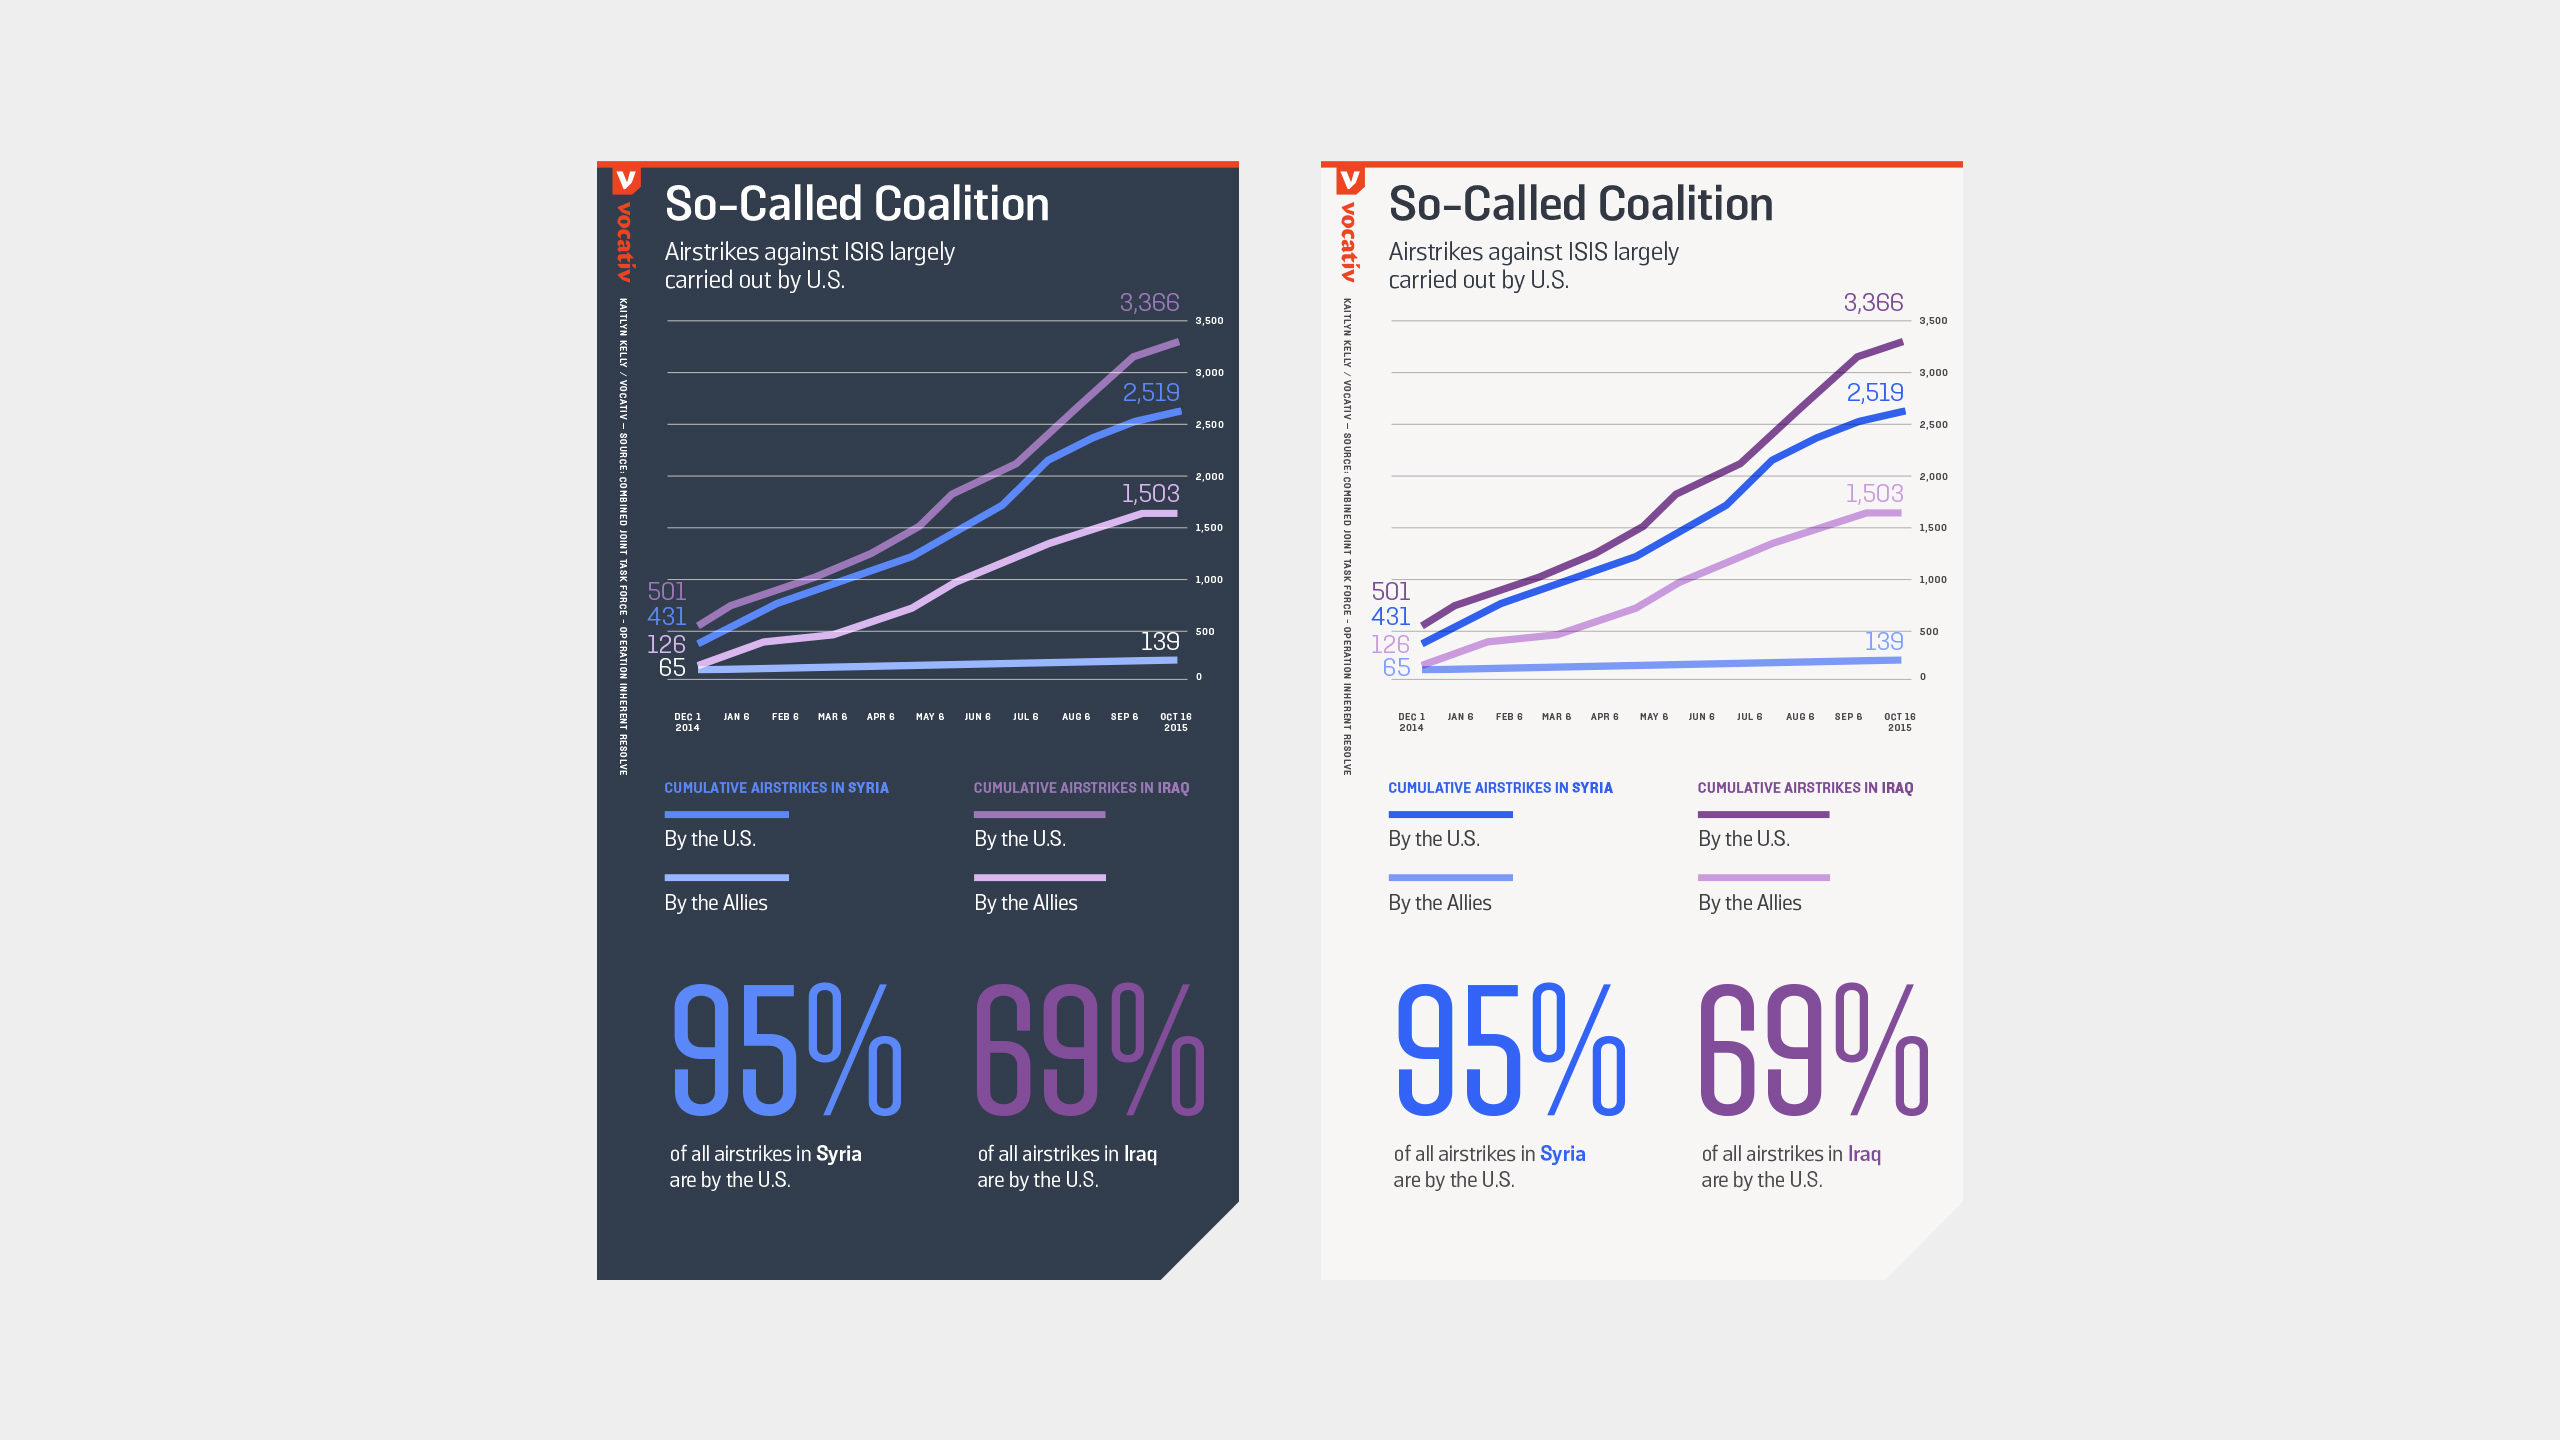 V
vocativ
KAITLYN KELLY / VOCATIV – SOURCE: COMBINED JOINT TASK FORCE - OPERATION INHERENT RESOLVE
So-Called Coalition
Airstrikes against ISIS largely
carried out by U.S.
3,366
3,500
3,000
2,519
2,500
2,000
1,503
1,500
1,000
501
431
500
126
139
65
0
DEC 1 JAN 6 FEB 6 MAR 6 APR 6 MAY 6 JUN 6 JUL 6 AUG 6 SEP 6 OCT 16
2014 2015
CUMULATIVE AIRSTRIKES IN SYRIA CUMULATIVE AIRSTRIKES IN IRAQ
By the U.S. By the U.S.
By the Allies By the Allies
95% 69%
of all airstrikes in Syria of all airstrikes in Iraq
are by the U.S. are by the U.S.
V
vocativ
KAITLYN KELLY / VOCATIV – SOURCE: COMBINED JOINT TASK FORCE - OPERATION INHERENT RESOLVE
So-Called Coalition
Airstrikes against ISIS largely
carried out by U.S.
3,366
3,500
3,000
2,519
2,500
2,000
1,503
1,500
1,000
501
431
500
126
139
65
0
DEC 1 JAN 6 FEB 6 MAR 6 APR 6 MAY 6 JUN 6 JUL 6 AUG 6 SEP 6 OCT 16
2014 2015
CUMULATIVE AIRSTRIKES IN SYRIA CUMULATIVE AIRSTRIKES IN IRAQ
By the U.S. By the U.S.
By the Allies By the Allies
95% 69%
of all airstrikes in Syria of all airstrikes in Iraq
are by the U.S. are by the U.S.